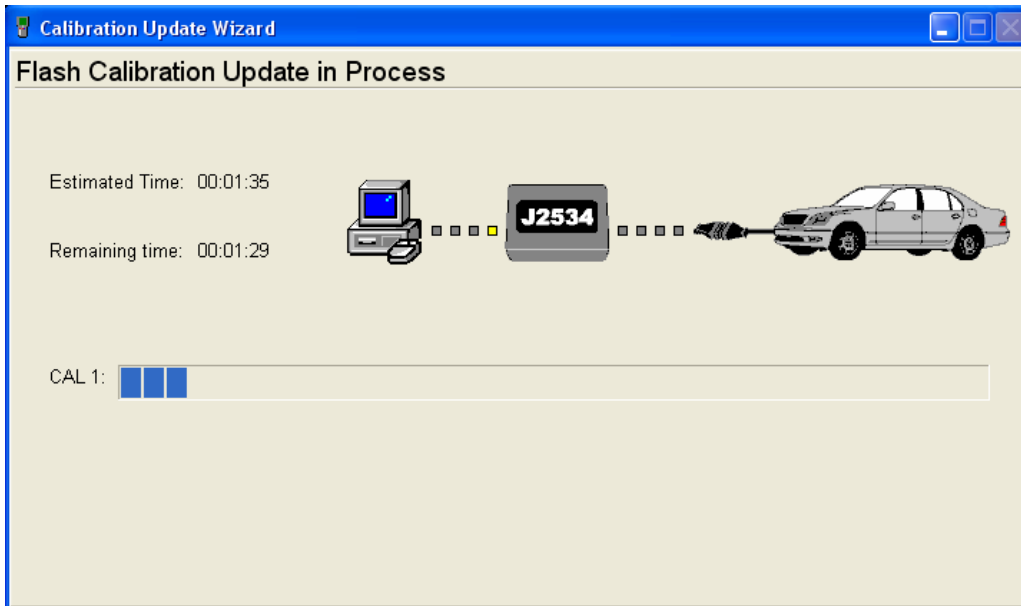 Calibration Update Wizard
Flash Calibration Update in Process
Estimated Time: 00:01:35
J2534
Remaining time: 00:01:29
CAL 1: